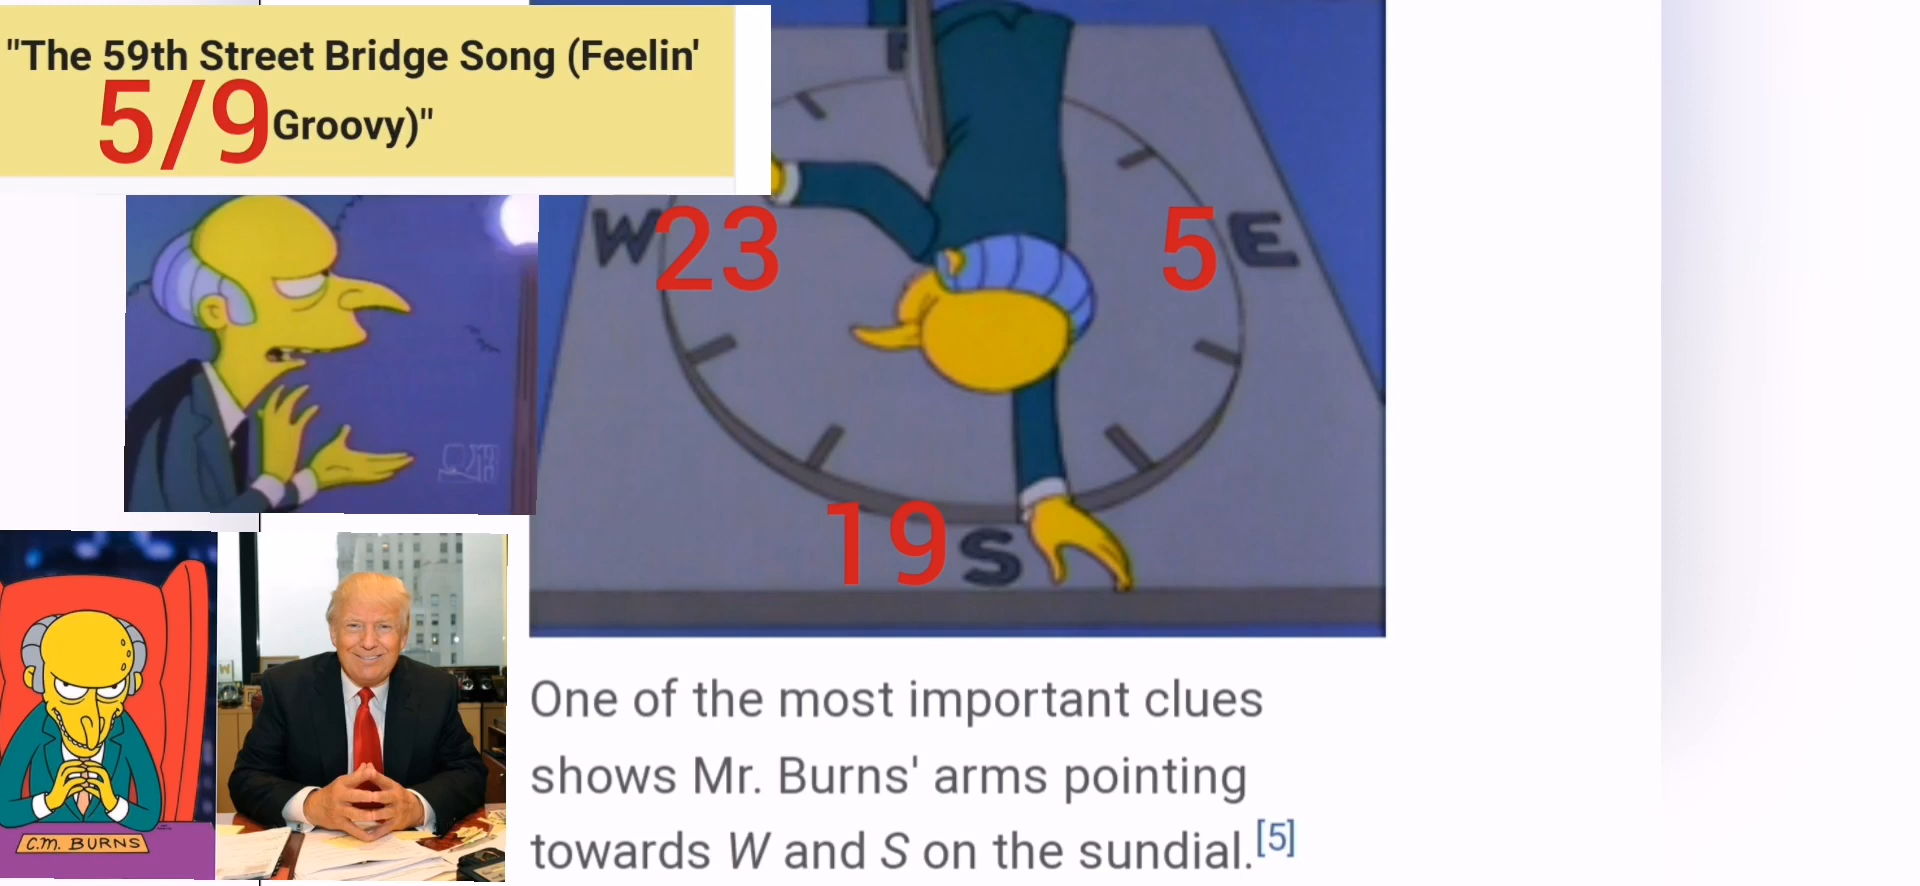 "The 59th Street Bridge Song (Feelin'
5/9 Groovy)"
W 23
5 E
19 S
C.M. BURNS
One of the most important clues
shows Mr. Burns' arms pointing
towards W and S on the sundial.[5]